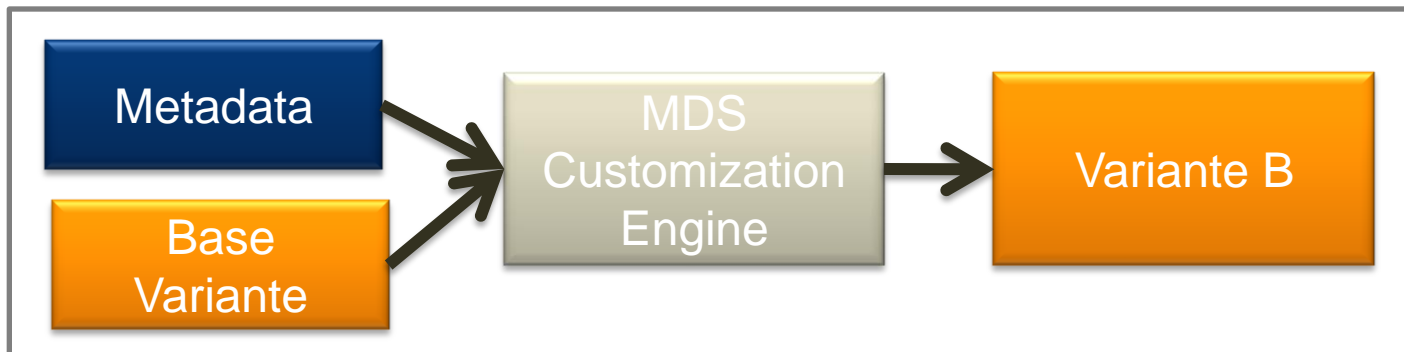 Metadata
Base
Variante
MDS
Customization
Engine
Variante B